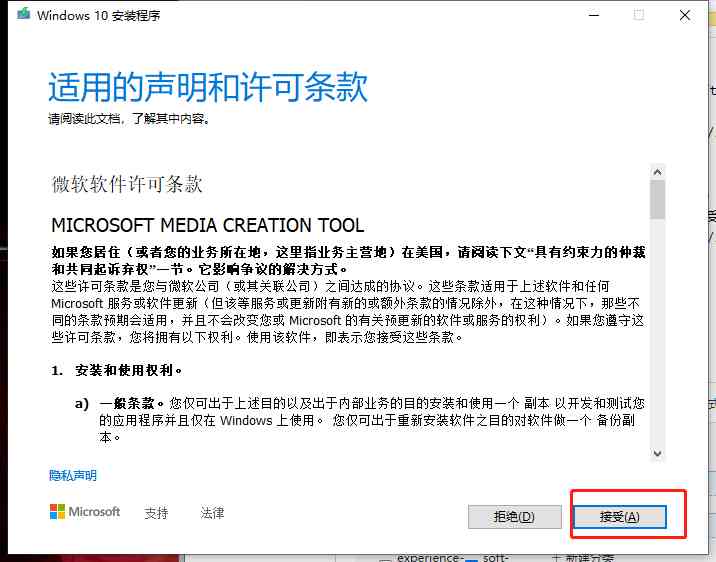 Windows 10 安装程序
适用的声明和许可条款
请阅读此文档，了解其中内容。
微软软件许可条款
MICROSOFT MEDIA CREATION TOOL
如果您居住（或者您的业务所在地，这里指业务主营地）在美国，请阅读下文“具有约束力的仲裁
和共同起诉弃权”一节。它影响争议的解决方式。
这些许可条款是您与微软公司（或其关联公司）之间达成的协议。这些条款适用于上述软件和任何
Microsoft 服务或软件更新（但该等服务或更新附有新的或额外条款的情况除外，在这种情况下，那些不
同的条款预期会适用，并且不会改变您或 Microsoft 的有关预更新的软件或服务的权利）。如果您遵守这
些许可条款，您将拥有以下权利。使用该软件，即表示您接受这些条款。
1. 安装和使用权利。
a) 一般条款。您仅可出于上述目的以及出于内部业务的目的安装和使用一个 副本 以开发和测试您
的应用程序并且仅在 Windows 上使用。 您仅可出于重新安装软件之目的对软件做一个 备份副
本。
隐私声明
Microsoft 支持 法律
拒绝(D) 接受(A)
experience- soft- + 新建分类